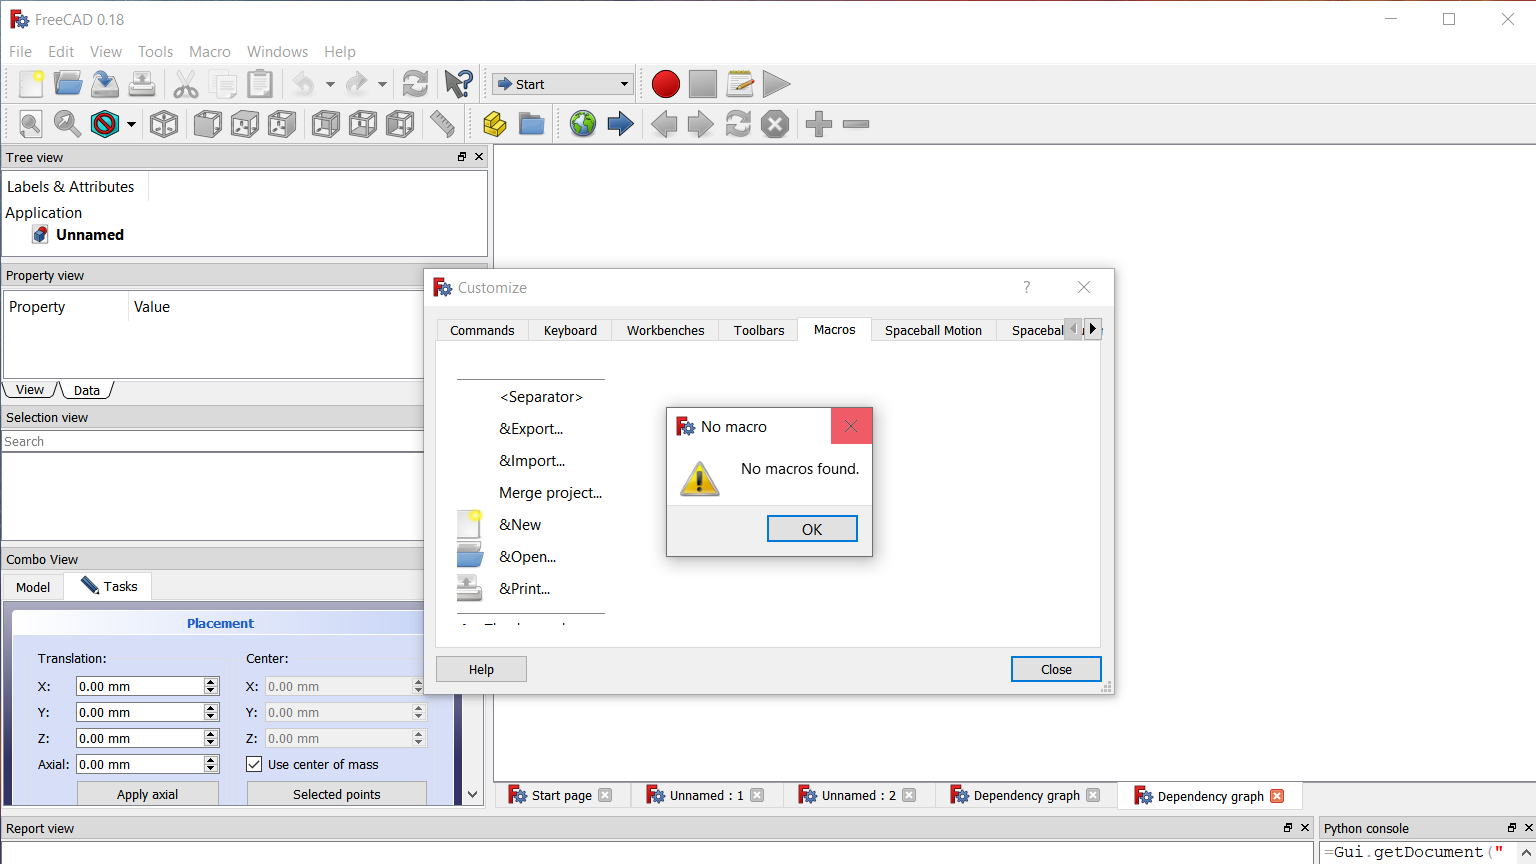 FreeCAD 0.18
File Edit View Tools Macro Windows Help
Start
Tree view
Labels & Attributes
Application
Unnamed
Property view
Property Value
View Data
Selection view
Search
Combo View
Model Tasks
Placement
Translation: Center:
X: 0.00 mm X: 0.00 mm
Y: 0.00 mm Y: 0.00 mm
Z: 0.00 mm Z: 0.00 mm
Axial: 0.00 mm Use center of mass
Apply axial Selected points
Customize ?
Commands Keyboard Workbenches Toolbars Macros Spaceball Motion Spacebal
<Separator>
&Export...
&Import...
Merge project...
&New
&Open...
&Print...
Help Close
No macro
No macros found.
OK
Start page Unnamed : 1 Unnamed : 2 Dependency graph Dependency graph
Report view
Python console
=Gui.getDocument("